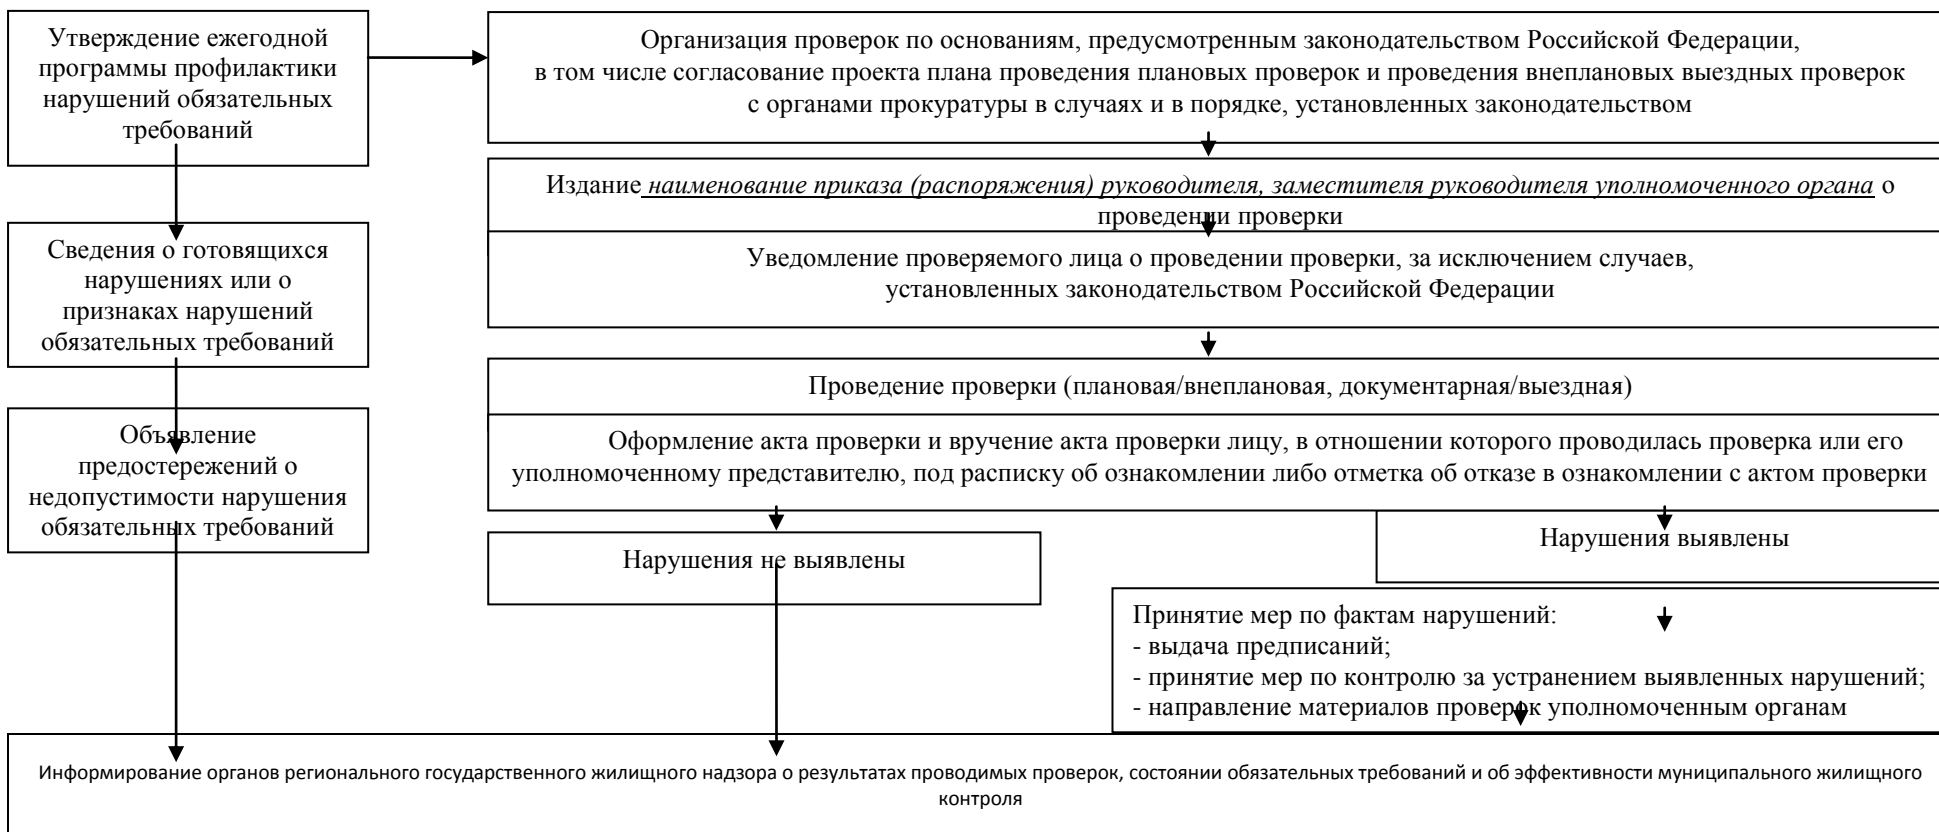 Утверждение ежегодной
программы профилактики
нарушений обязательных
требований
Организация проверок по основаниям, предусмотренным законодательством Российской Федерации,
в том числе согласование проекта плана проведения плановых проверок и проведения внеплановых выездных проверок
с органами прокуратуры в случаях и в порядке, установленных законодательством
Издание наименование приказа (распоряжения) руководителя, заместителя руководителя уполномоченного органа о
проведении проверки
Уведомление проверяемого лица о проведении проверки, за исключением случаев,
установленных законодательством Российской Федерации
Сведения о готовящихся
нарушениях или о
признаках нарушений
обязательных требований
Проведение проверки (плановая/внеплановая, документарная/выездная)
Оформление акта проверки и вручение акта проверки лицу, в отношении которого проводилась проверка или его
уполномоченному представителю, под расписку об ознакомлении либо отметка об отказе в ознакомлении с актом проверки
Объявление
предостережений о
недопустимости нарушения
обязательных требований
Нарушения не выявлены
Нарушения выявлены
Принятие мер по фактам нарушений:
- выдача предписаний;
- принятие мер по контролю за устранением выявленных нарушений;
- направление материалов проверок уполномоченным органам
Информирование органов регионального государственного жилищного надзора о результатах проводимых проверок, состоянии обязательных требований и об эффективности муниципального жилищного
контроля